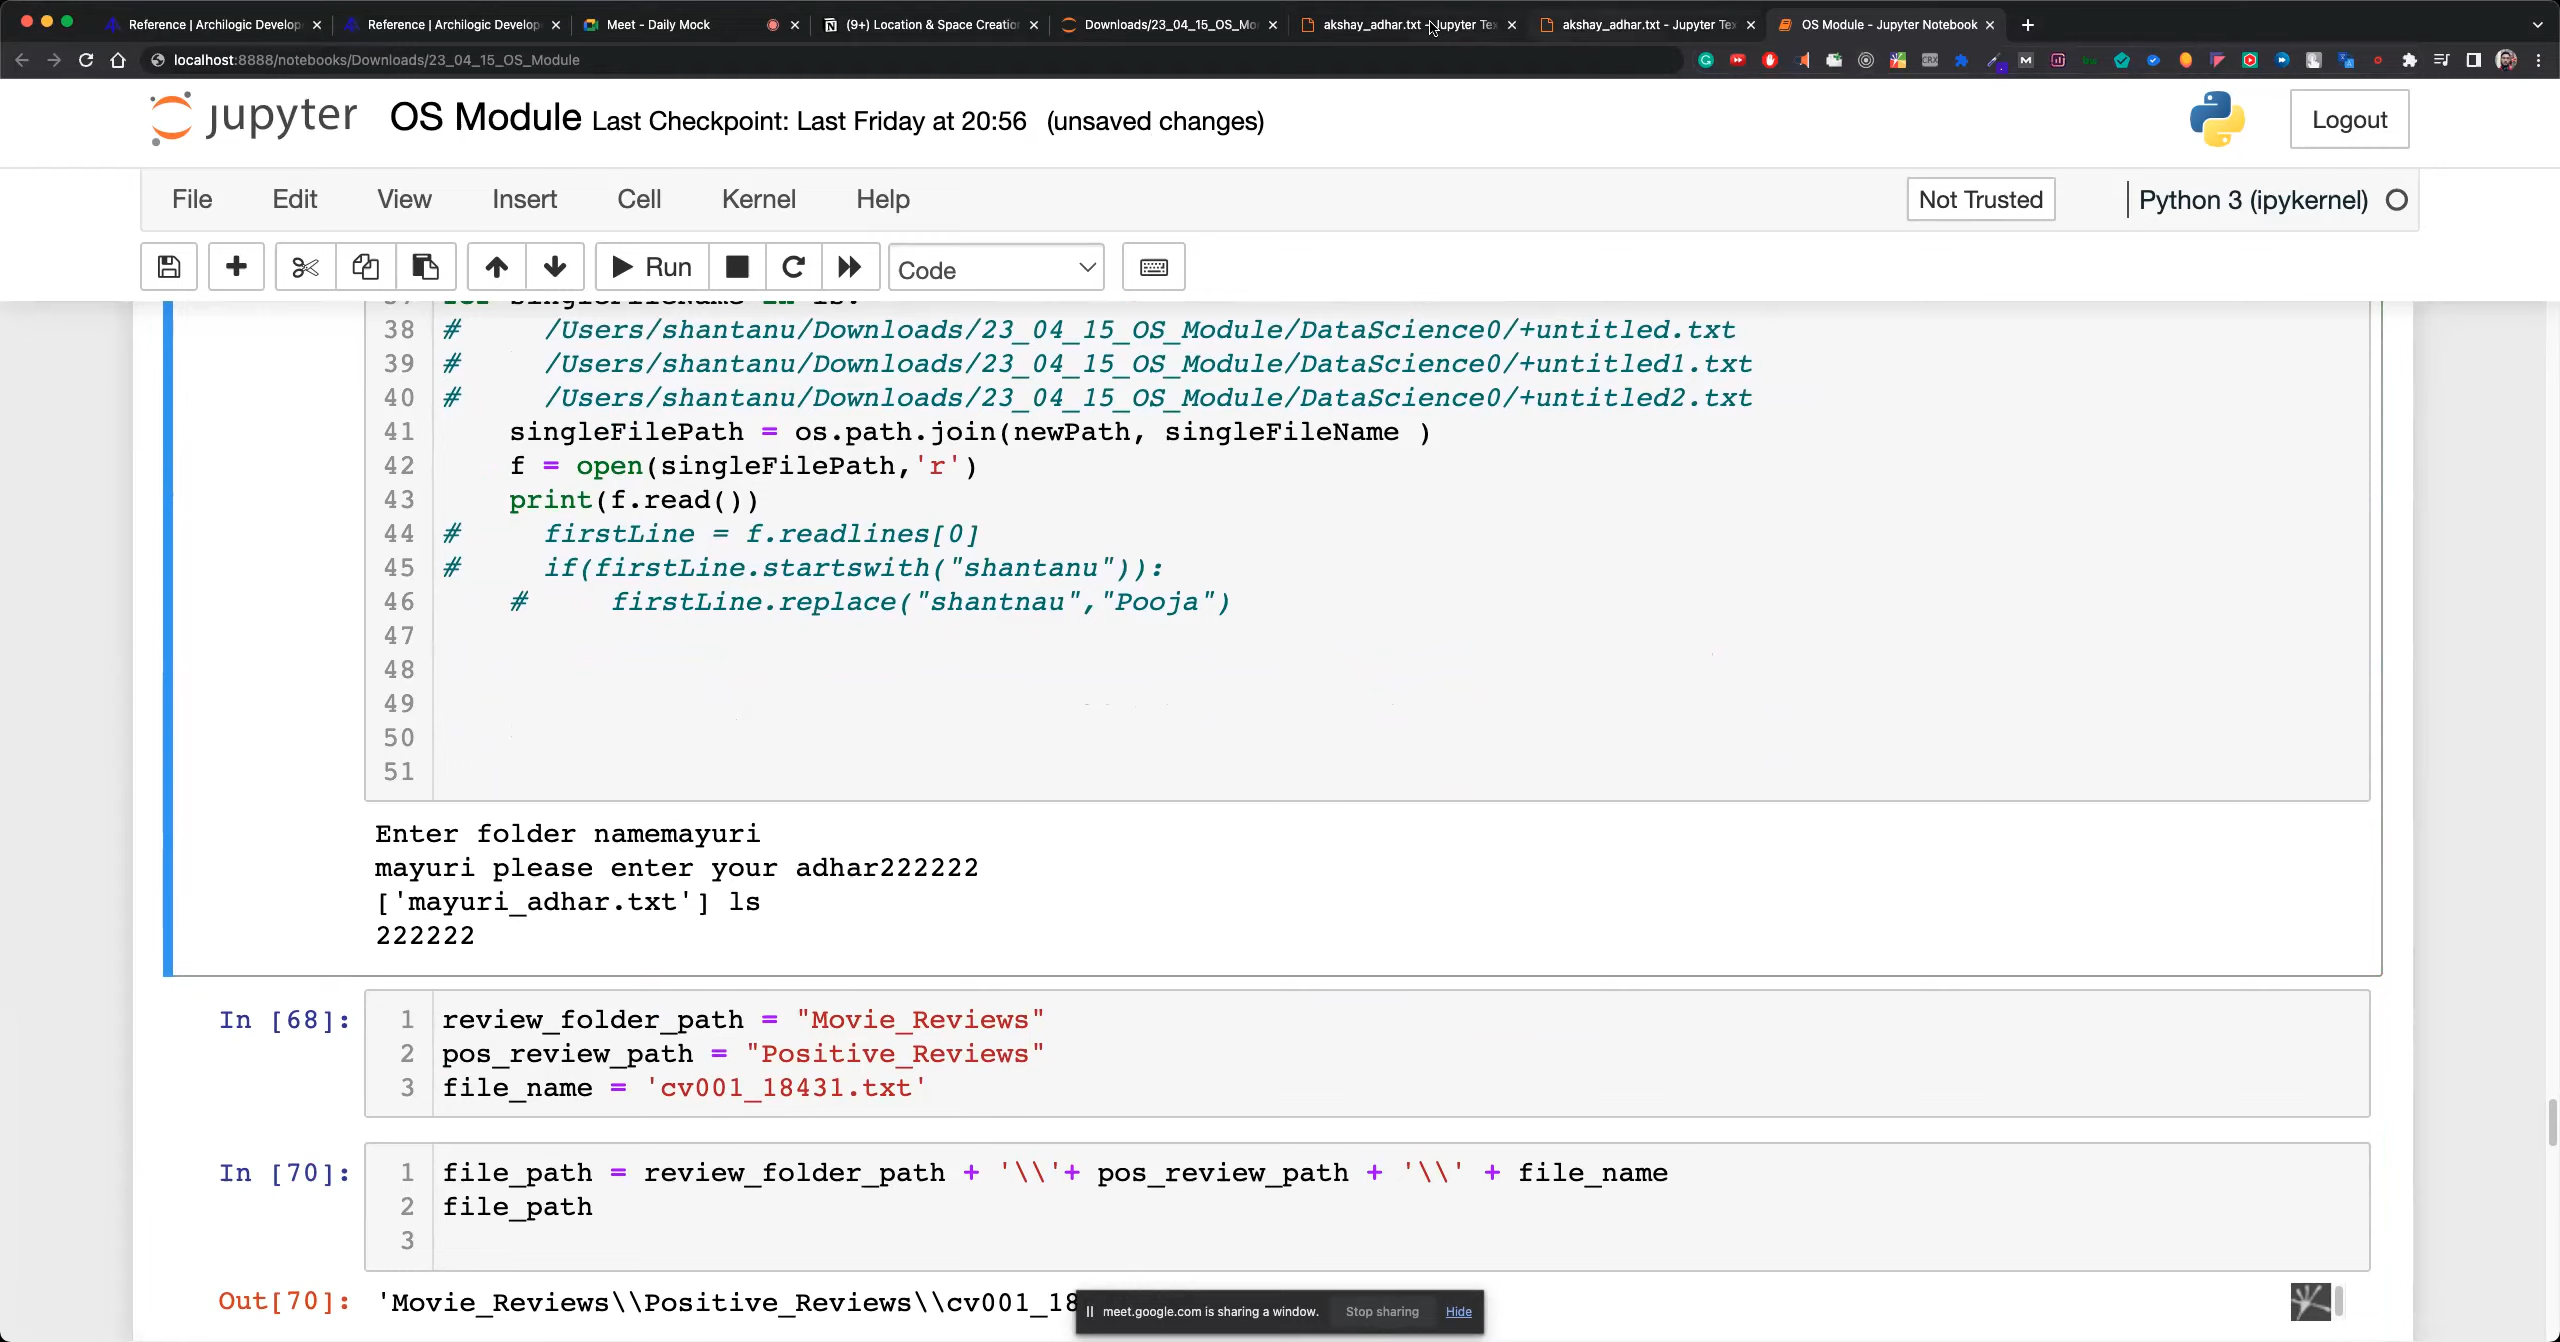 Reference | Archilogic Develop
Reference | Archilogic Develop
Meet - Daily Mock
(9+) Location & Space Creation
Downloads/23_04_15_OS_Mo
akshay_adhar.txt - Jupyter Te
akshay_adhar.txt - Jupyter Te
OS Module - Jupyter Notebook
localhost:8888/notebooks/Downloads/23_04_15_OS_Module
jupyter OS Module Last Checkpoint: Last Friday at 20:56 (unsaved changes)
Logout
File Edit View Insert Cell Kernel Help
Not Trusted
Python 3 (ipykernel)
Run
Code
37 for singleFileName in ls:
38 #     /Users/shantanu/Downloads/23_04_15_OS_Module/DataScience0/+untitled.txt
39 #     /Users/shantanu/Downloads/23_04_15_OS_Module/DataScience0/+untitled1.txt
40 #     /Users/shantanu/Downloads/23_04_15_OS_Module/DataScience0/+untitled2.txt
41     singleFilePath = os.path.join(newPath, singleFileName )
42     f = open(singleFilePath,'r')
43     print(f.read())
44 #     firstLine = f.readlines[0]
45 #     if(firstLine.startswith("shantanu")):
46     #     firstLine.replace("shantnau","Pooja")
47
48
49
50
51
Enter folder namemayuri
mayuri please enter your adhar222222
['mayuri_adhar.txt'] ls
222222
In [68]:
1 review_folder_path = "Movie_Reviews"
2 pos_review_path = "Positive_Reviews"
3 file_name = 'cv001_18431.txt'
In [70]:
1 file_path = review_folder_path + '\\'+ pos_review_path + '\\' + file_name
2 file_path
3
Out[70]: 'Movie_Reviews\\Positive_Reviews\\cv001_18
meet.google.com is sharing a window. Stop sharing Hide